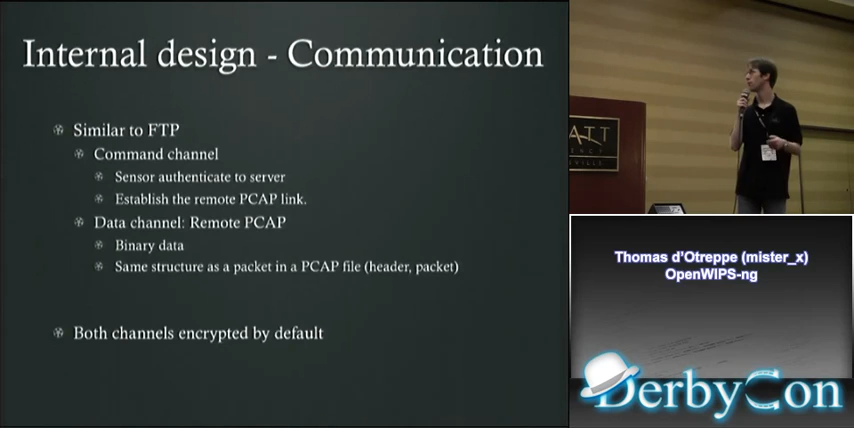 Internal design - Communication
Similar to FTP
Command channel
Sensor authenticate to server
Establish the remote PCAP link.
Data channel: Remote PCAP
Binary data
Same structure as a packet in a PCAP file (header, packet)
Both channels encrypted by default
ATT
Thomas d'Otreppe (mister_x)
OpenWIPS-ng
DerbyCon